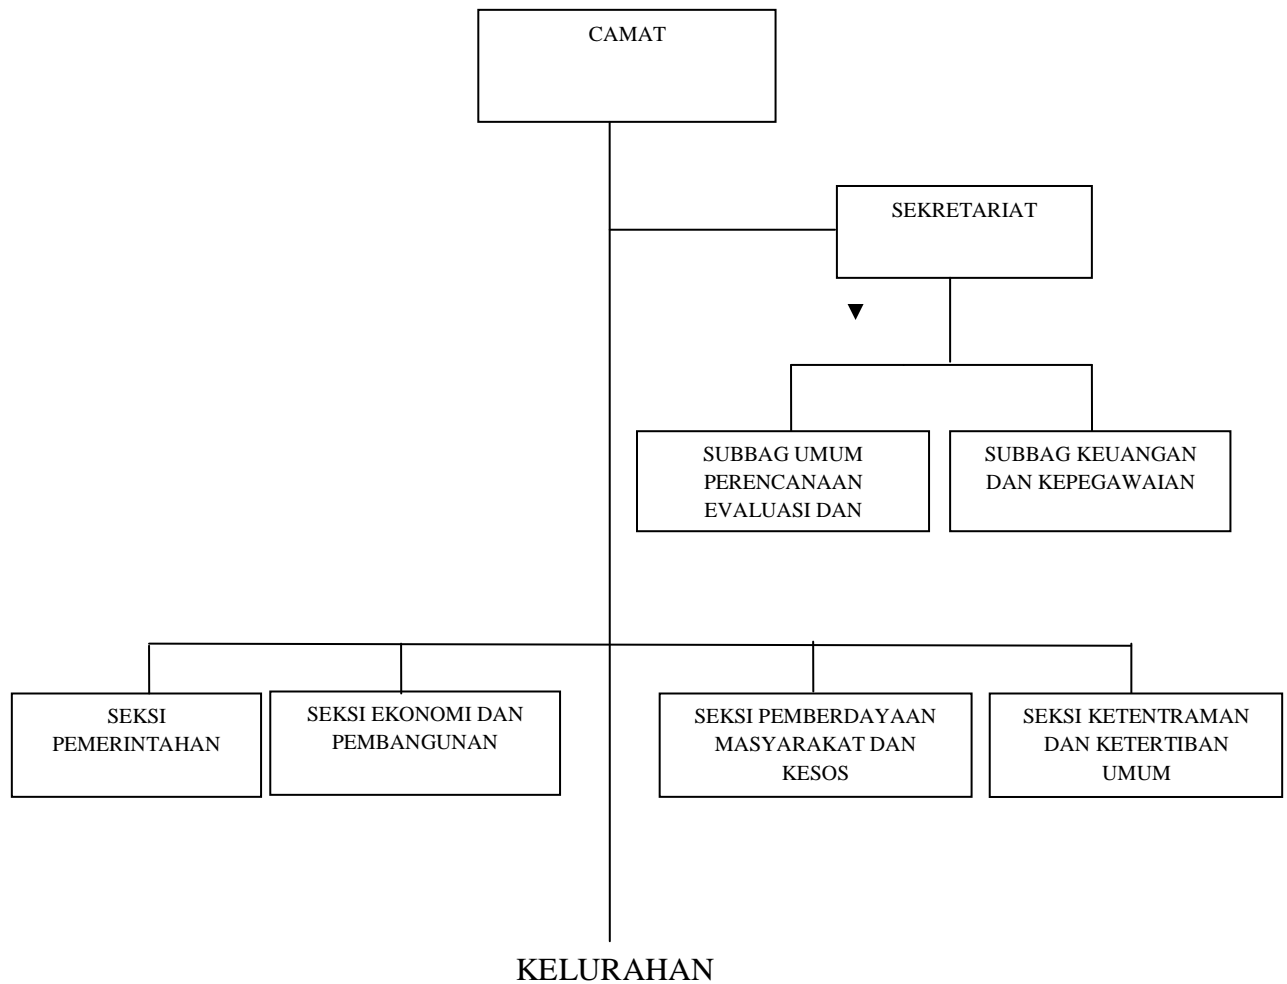 CAMAT
SEKRETARIAT
SUBBAG UMUM
PERENCANAAN
EVALUASI DAN
SUBBAG KEUANGAN
DAN KEPEGAWAIAN
SEKSI
PEMERINTAHAN
SEKSI EKONOMI DAN
PEMBANGUNAN
SEKSI PEMBERDAYAAN
MASYARAKAT DAN
KESOS
SEKSI KETENTRAMAN
DAN KETERTIBAN
UMUM
KELURAHAN